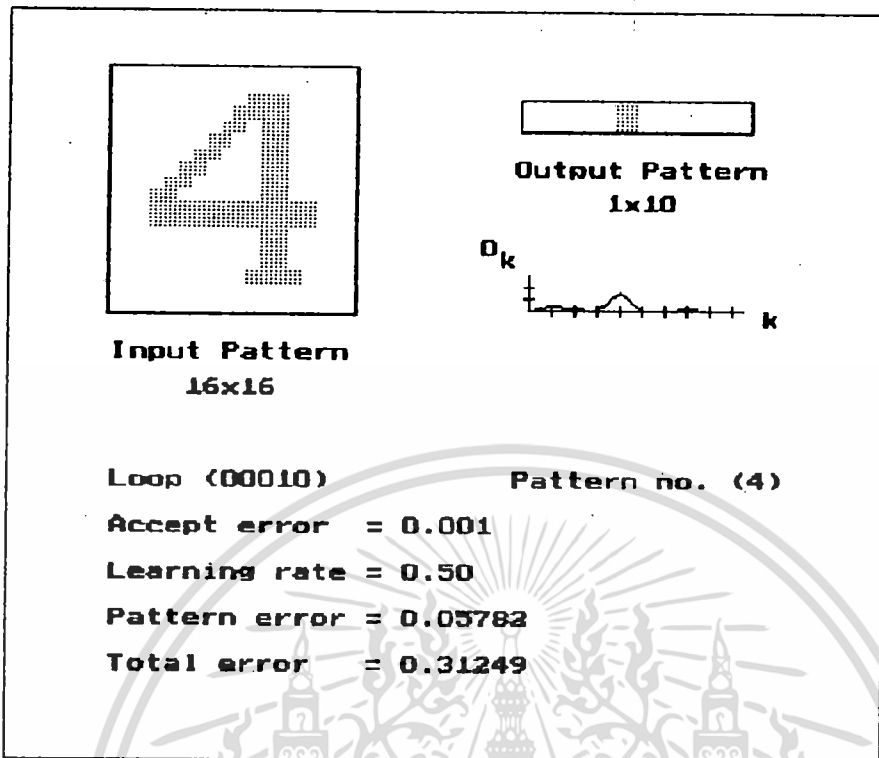 4
Output Pattern
1x10
O
k
k
Input Pattern
16x16
Loop (00010) Pattern no. (4)
Accept error = 0.001
Learning rate = 0.50
Pattern error = 0.05782
Total error = 0.31249